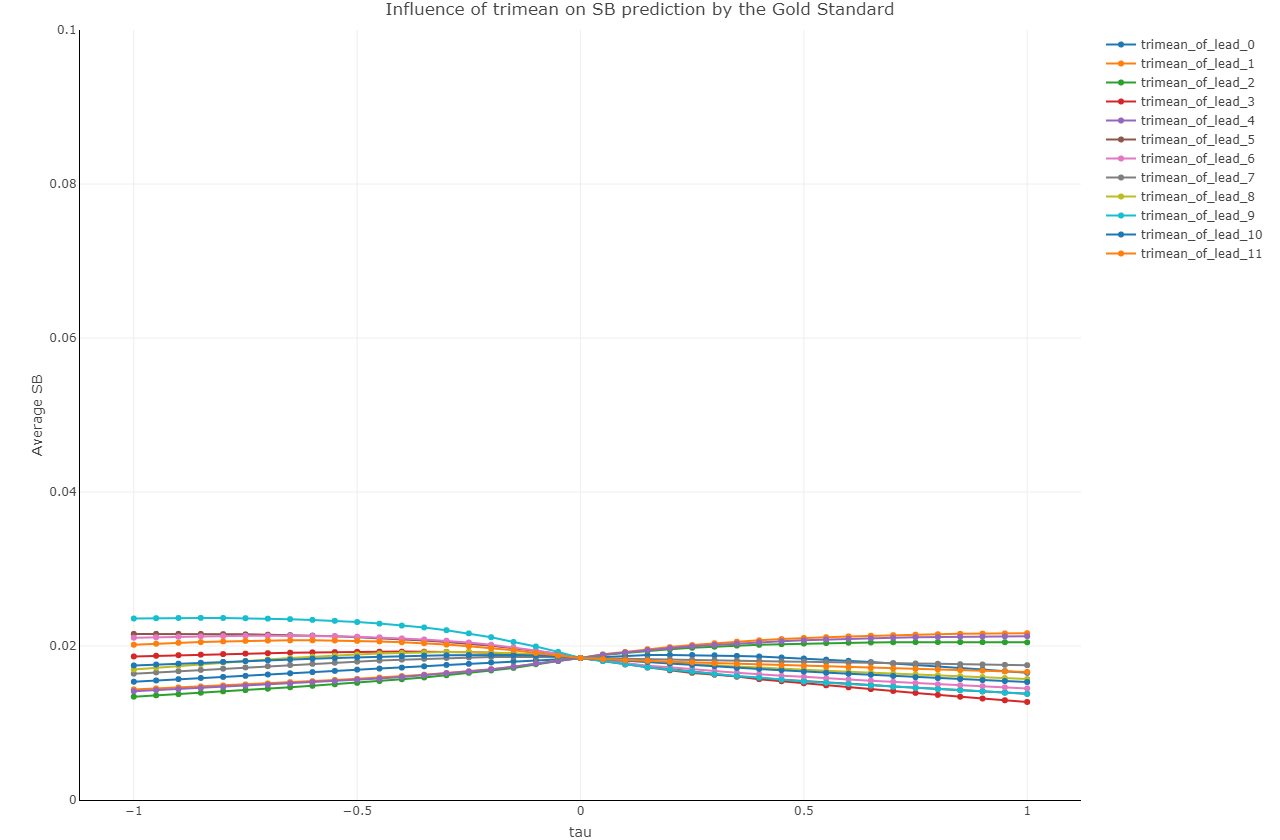 Influence of trimean on SB prediction by the Gold Standard
0.1
0.08
0.06
0.04
0.02
0
Average SB
−1
−0.5
0
0.5
1
tau
trimean_of_lead_0
trimean_of_lead_1
trimean_of_lead_2
trimean_of_lead_3
trimean_of_lead_4
trimean_of_lead_5
trimean_of_lead_6
trimean_of_lead_7
trimean_of_lead_8
trimean_of_lead_9
trimean_of_lead_10
trimean_of_lead_11